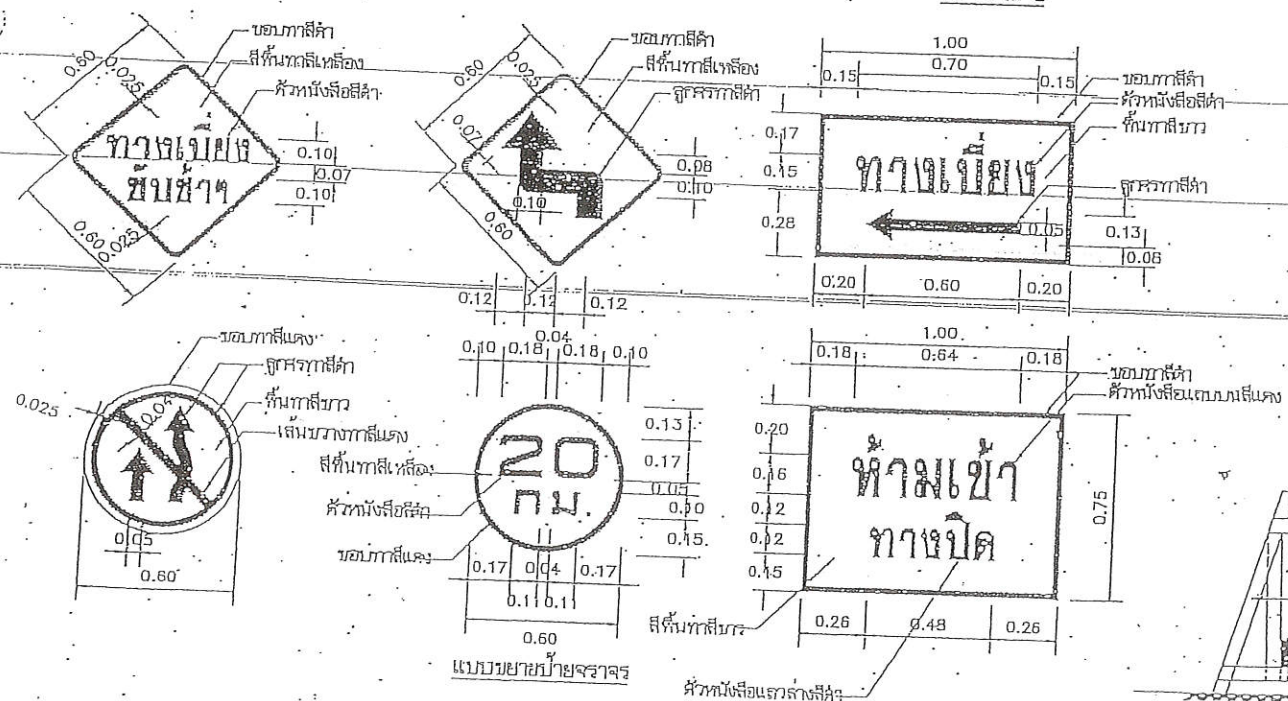 ขอบทาสีดำ
สีพื้นทาสีเหลือง
ตัวหนังสือสีดำ
0.60
0.025
ทางเบี่ยง
ขับช้าๆ
0.10
0.07
0.10
0.60
0.025
ขอบทาสีดำ
สีพื้นทาสีเหลือง
ลูกศรทาสีดำ
0.60
0.025
0.07
0.08
0.10
0.10
0.60
0.12
0.12
0.12
1.00
0.70
0.15
0.15
ขอบทาสีดำ
ตัวหนังสือสีดำ
พื้นทาสีขาว
ลูกศรทาสีดำ
0.17
0.15
0.28
ทางเบี่ยง
0.05
0.13
0.08
0.20
0.60
0.20
ขอบทาสีแดง
ลูกศรทาสีดำ
พื้นทาสีขาว
เส้นขวางทาสีแดง
0.025
0.05
0.60
0.04
0.10
0.18
0.18
0.10
20
กม.
สีพื้นทาสีเหลือง
ตัวหนังสือสีดำ
ขอบทาสีแดง
0.13
0.17
0.05
0.15
0.17
0.04
0.17
0.11
0.11
0.60
แบบขยายป้ายจราจร
1.00
0.18
0.64
0.18
ขอบทาสีดำ
ตัวหนังสือแถบบนสีแดง
0.20
0.16
0.12
0.15
ห้ามเข้า
ทางปิด
0.75
สีพื้นทาสีขาว
0.26
0.48
0.26
ตัวหนังสือแถวล่างสีดำ